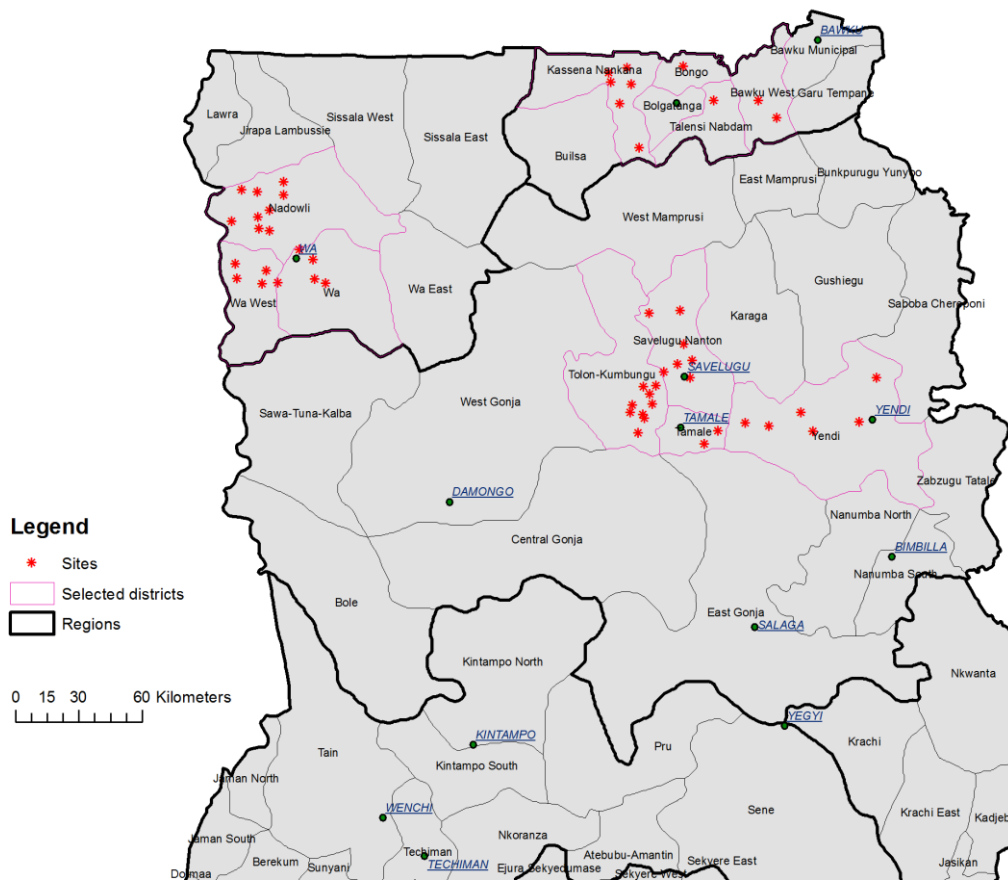 BAWKU
Bawku Municipal
Kassena Nankana
Bongo
Bawku West
Garu Tempane
Lawra
Sissala West
Bolgatanga
Jirapa Lambussie
Sissala East
Talensi Nabdam
Builsa
East Mamprusi
Bunkpurugu Yunyoo
Nadowli
West Mamprusi
WA
Gushiegu
Wa West
Wa
Wa East
Saboba Chereponi
Karaga
Savelugu Nanton
Tolon-Kumbungu
SAVELUGU
West Gonja
Sawa-Tuna-Kalba
TAMALE
Tamale
YENDI
Yendi
Zabzugu Tatale
DAMONGO
Nanumba North
Central Gonja
BIMBILLA
Nanumba South
Bole
East Gonja
SALAGA
Kintampo North
Nkwanta
YEGYI
KINTAMPO
Pru
Krachi
Tain
Kintampo South
Jaman North
WENCHI
Sene
Krachi East
Kadjeb
Jaman South
Nkoranza
Techiman
TECHIMAN
Atebubu-Amantin
Berekum
Sunyani
Ejura Sekyedumase
Sekyere East
Jasikan
Dormaa
Sekyere West
Legend
Sites
Selected districts
Regions
0 15 30 60 Kilometers